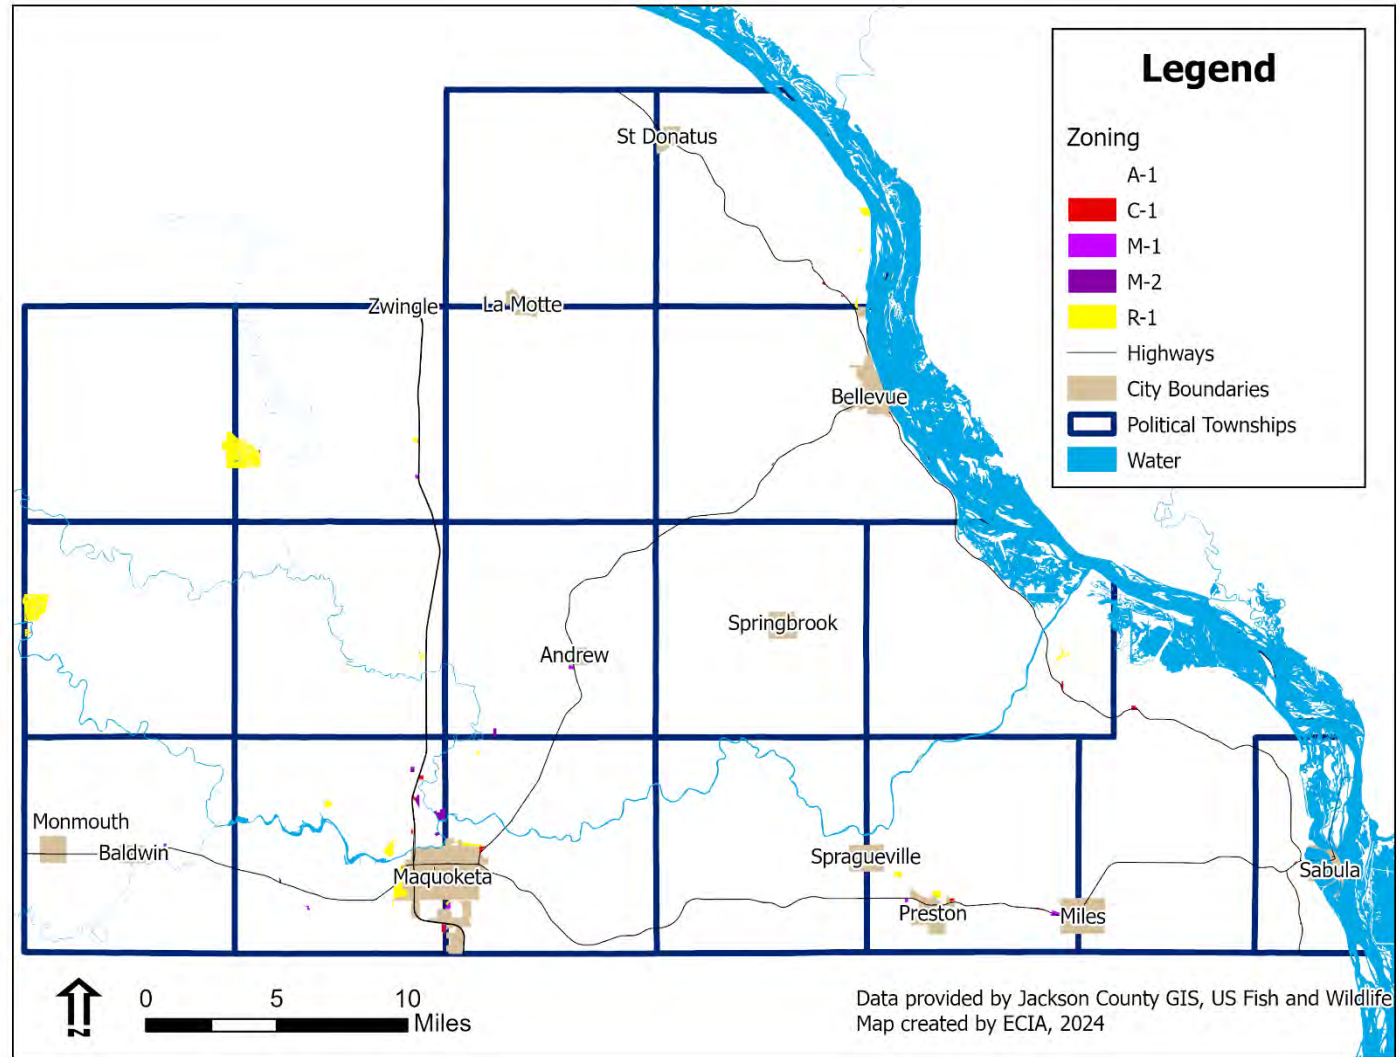 Legend
Zoning
A-1
C-1
M-1
M-2
R-1
Highways
City Boundaries
Political Townships
Water
St Donatus
Zwingle
La Motte
Bellevue
Springbrook
Andrew
Monmouth
Baldwin
Maquoketa
Spragueville
Preston
Miles
Sabula
N
0 5 10
Miles
Data provided by Jackson County GIS, US Fish and Wildlife
Map created by ECIA, 2024